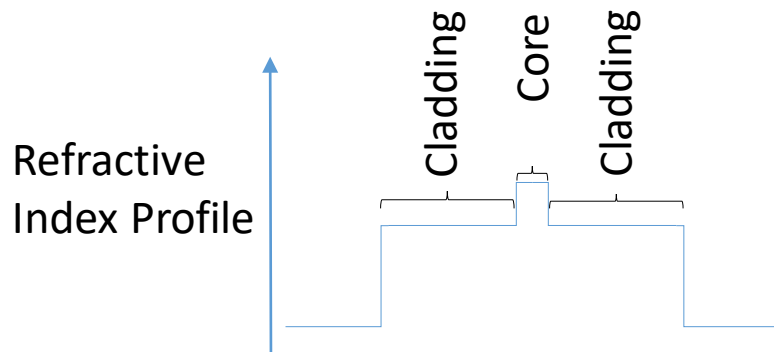 Cladding
Core
Cladding
Refractive
Index Profile